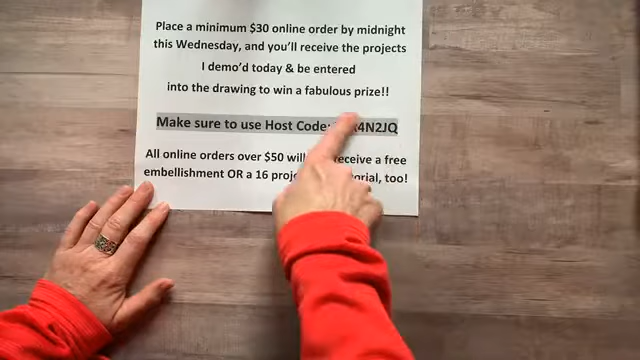 Place a minimum $30 online order by midnight
this Wednesday, and you'll receive the projects
I demo'd today & be entered
into the drawing to win a fabulous prize!!
Make sure to use Host Code: 4N2JQ
All online orders over $50 will receive a free
embellishment OR a 16 too!